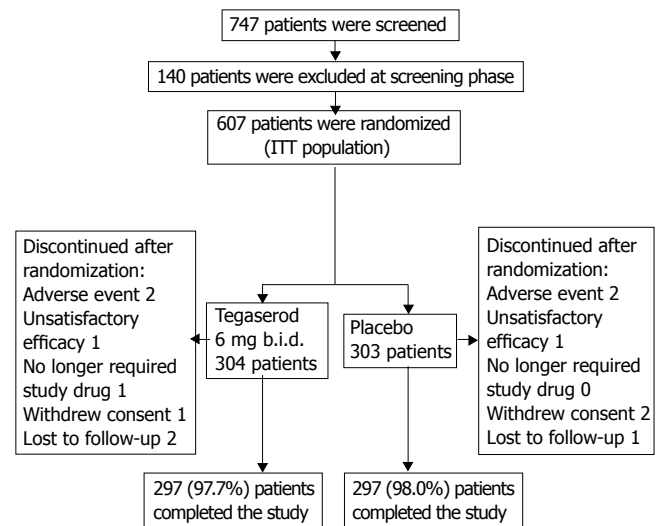 747 patients were screened
140 patients were excluded at screening phase
607 patients were randomized
(ITT population)
Discontinued after
randomization:
Adverse event 2
Unsatisfactory
efficacy 1
No longer required
study drug 1
Withdrew consent 1
Lost to follow-up 2
Tegaserod
6 mg b.i.d.
304 patients
Placebo
303 patients
Discontinued after
randomization:
Adverse event 2
Unsatisfactory
efficacy 1
No longer required
study drug 0
Withdrew consent 2
Lost to follow-up 1
297 (97.7%) patients
completed the study
297 (98.0%) patients
completed the study